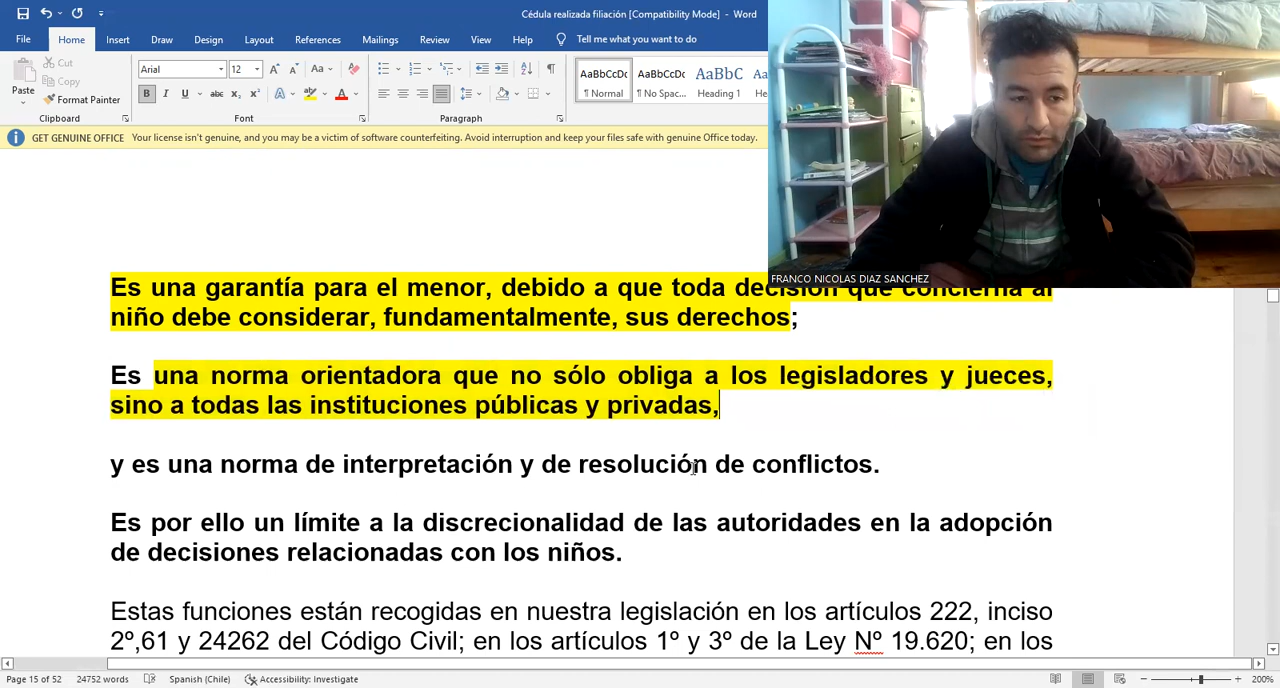 Cédula realizada filiación [Compatibility Mode] - Word
File Home Insert Draw Design Layout References Mailings Review View Help Tell me what you want to do
Paste
Cut
Copy
Format Painter
Clipboard
Arial 12
Font
Paragraph
AaBbCcDc AaBbCcDc AaBbC Aa
¶ Normal ¶ No Spac... Heading 1 H
GET GENUINE OFFICE Your license isn't genuine, and you may be a victim of software counterfeiting. Avoid interruption and keep your files safe with genuine Office today.
FRANCO NICOLAS DIAZ SANCHEZ
Es una garantía para el menor, debido a que toda decisión que concierna al
niño debe considerar, fundamentalmente, sus derechos;
Es una norma orientadora que no sólo obliga a los legisladores y jueces,
sino a todas las instituciones públicas y privadas,
y es una norma de interpretación y de resolución de conflictos.
Es por ello un límite a la discrecionalidad de las autoridades en la adopción
de decisiones relacionadas con los niños.
Estas funciones están recogidas en nuestra legislación en los artículos 222, inciso
2º,61 y 24262 del Código Civil; en los artículos 1º y 3º de la Ley Nº 19.620; en los
Page 15 of 52 24752 words Spanish (Chile) Accessibility: Investigate 200%